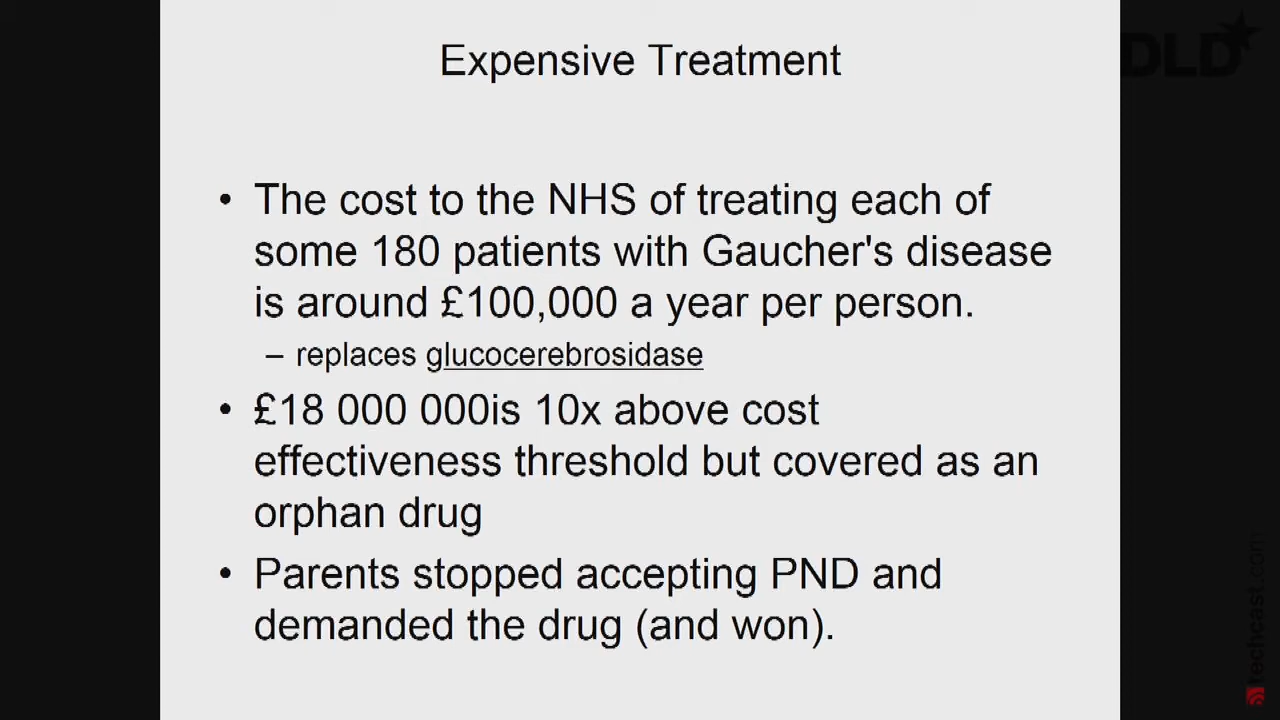 Expensive Treatment
DLD
• The cost to the NHS of treating each of
some 180 patients with Gaucher's disease
is around £100,000 a year per person.
– replaces glucocerebrosidase
• £18 000 000is 10x above cost
effectiveness threshold but covered as an
orphan drug
• Parents stopped accepting PND and
demanded the drug (and won).
techcast.com